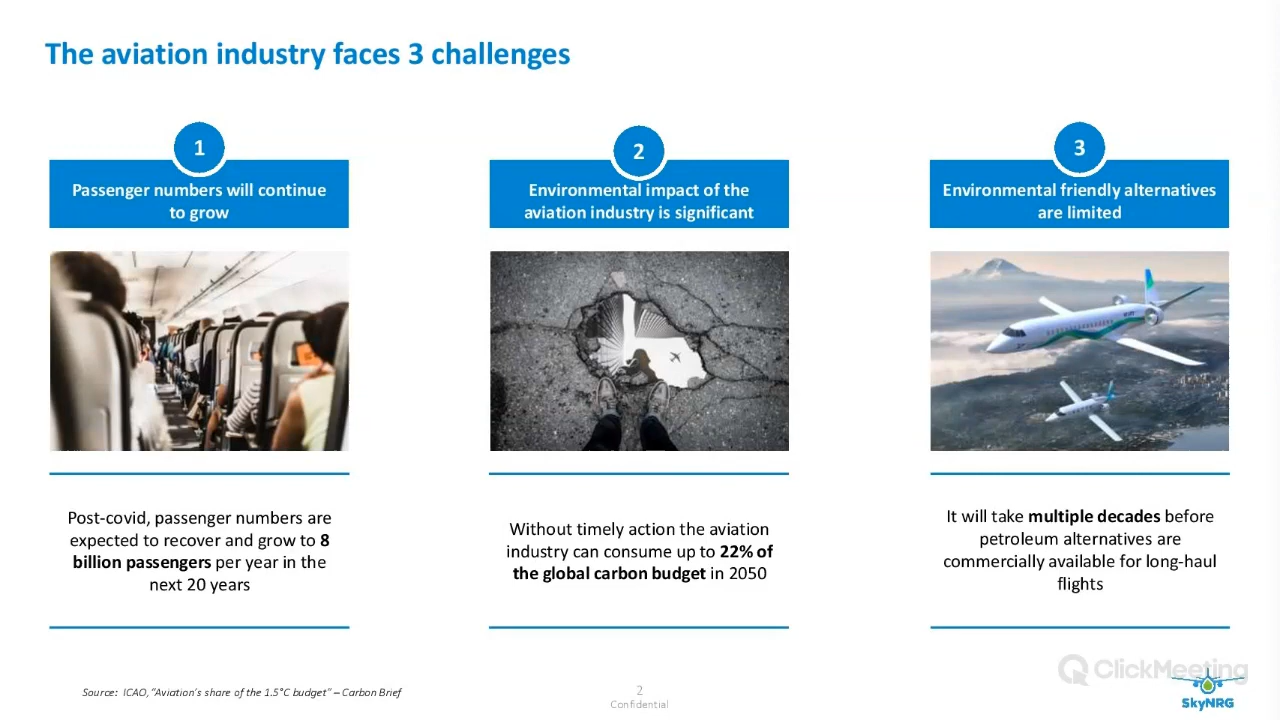 The aviation industry faces 3 challenges
1
Passenger numbers will continue
to grow
Post-covid, passenger numbers are
expected to recover and grow to 8
billion passengers per year in the
next 20 years
2
Environmental impact of the
aviation industry is significant
Without timely action the aviation
industry can consume up to 22% of
the global carbon budget in 2050
3
Environmental friendly alternatives
are limited
It will take multiple decades before
petroleum alternatives are
commercially available for long-haul
flights
Source: ICAO, “Aviation’s share of the 1.5°C budget” – Carbon Brief
2
Confidential
ClickMeeting
SkyNRG